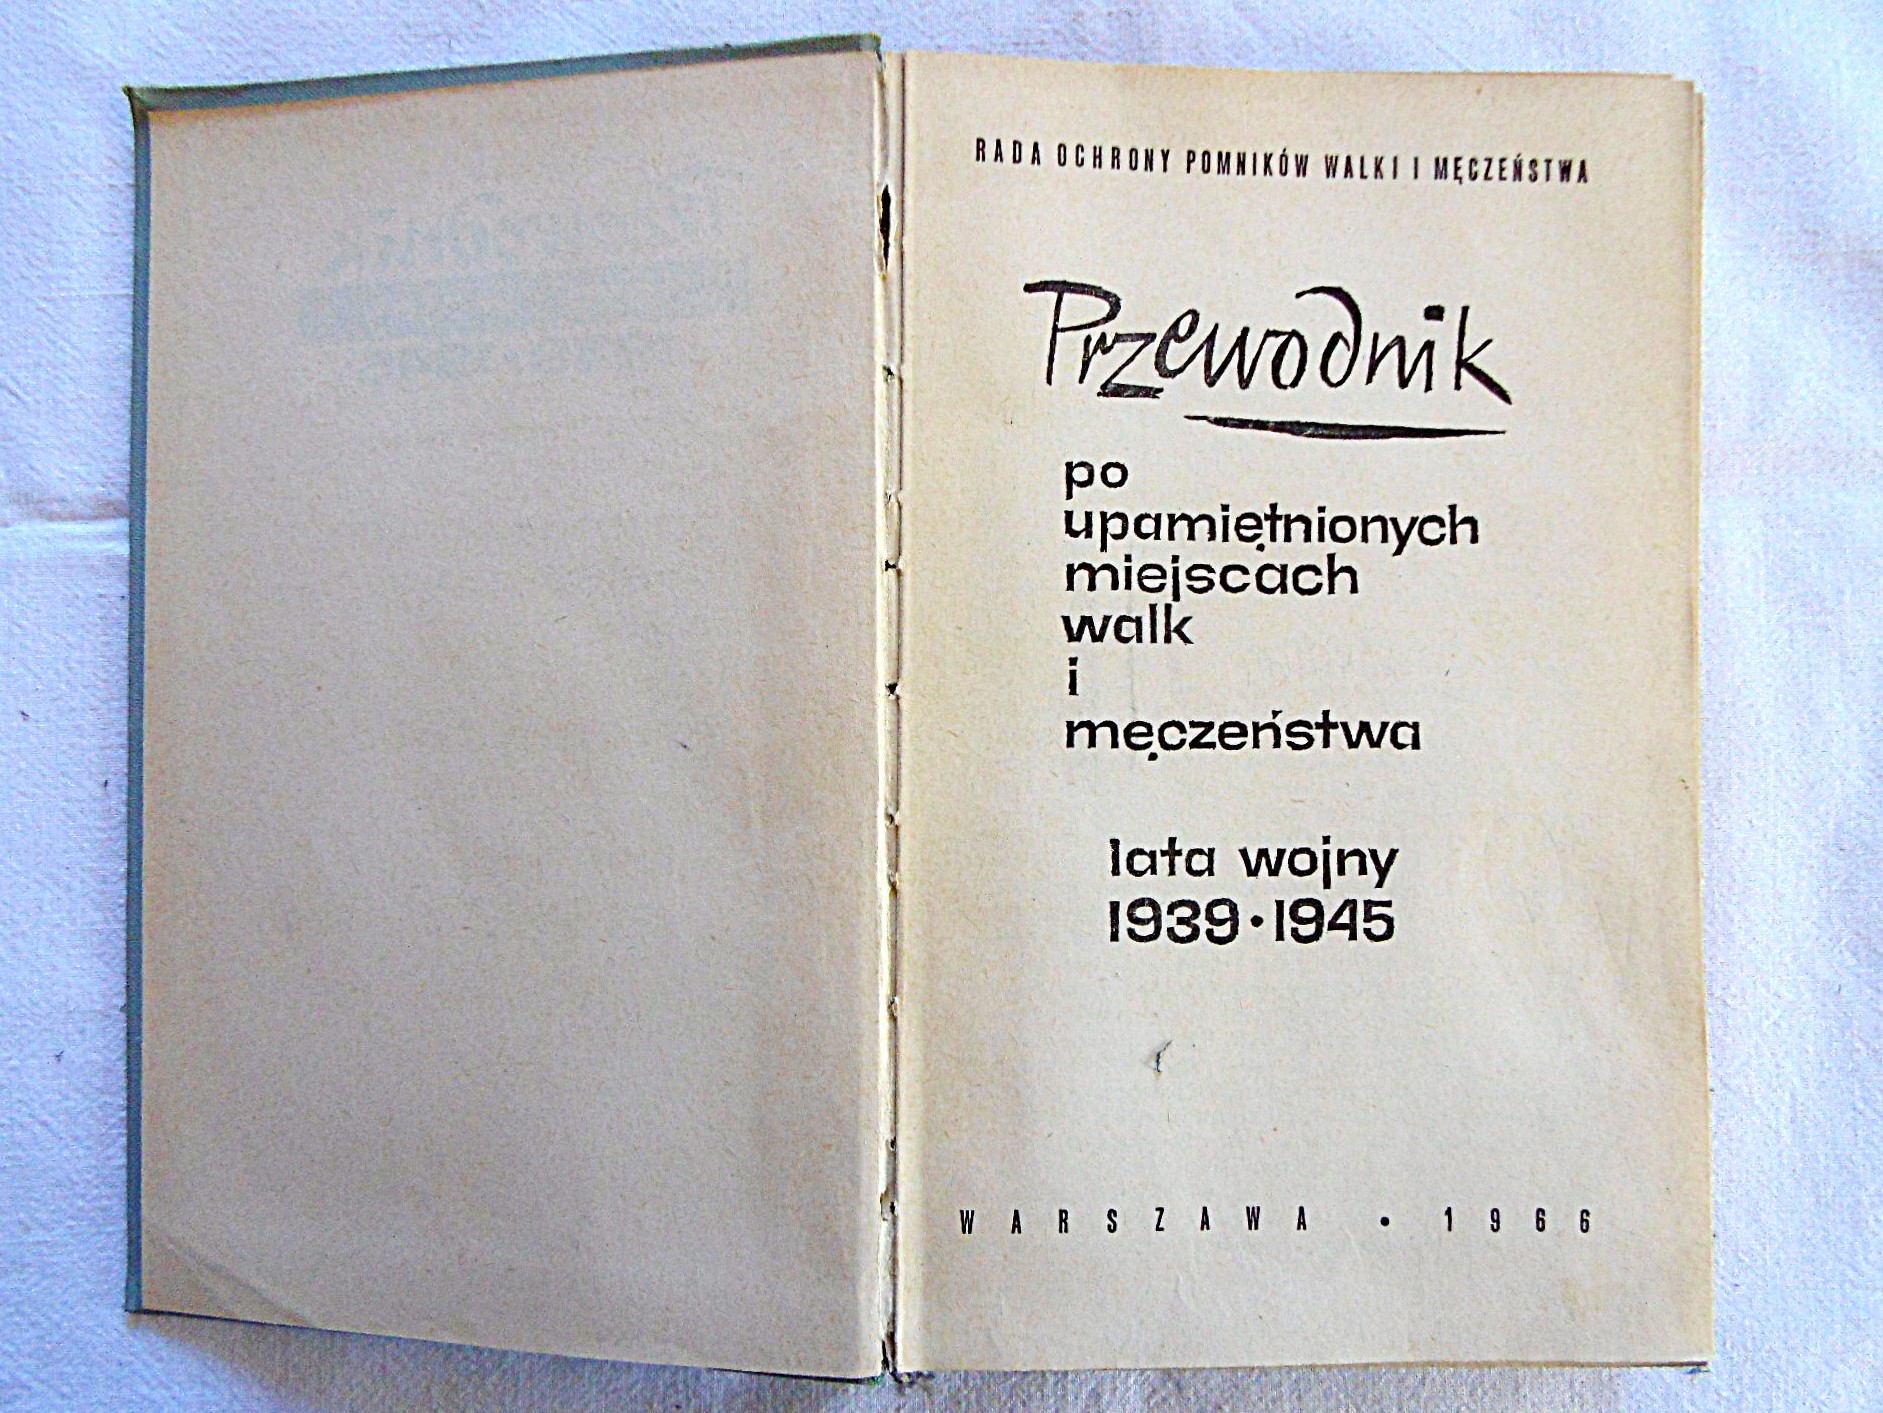 RADA OCHRONY POMNIKÓW WALKI I MĘCZEŃSTWA
Przewodnik
po
upamiętnionych
miejscach
walk
i
męczeństwa
lata wojny
1939 • 1945
WARSZAWA • 1966